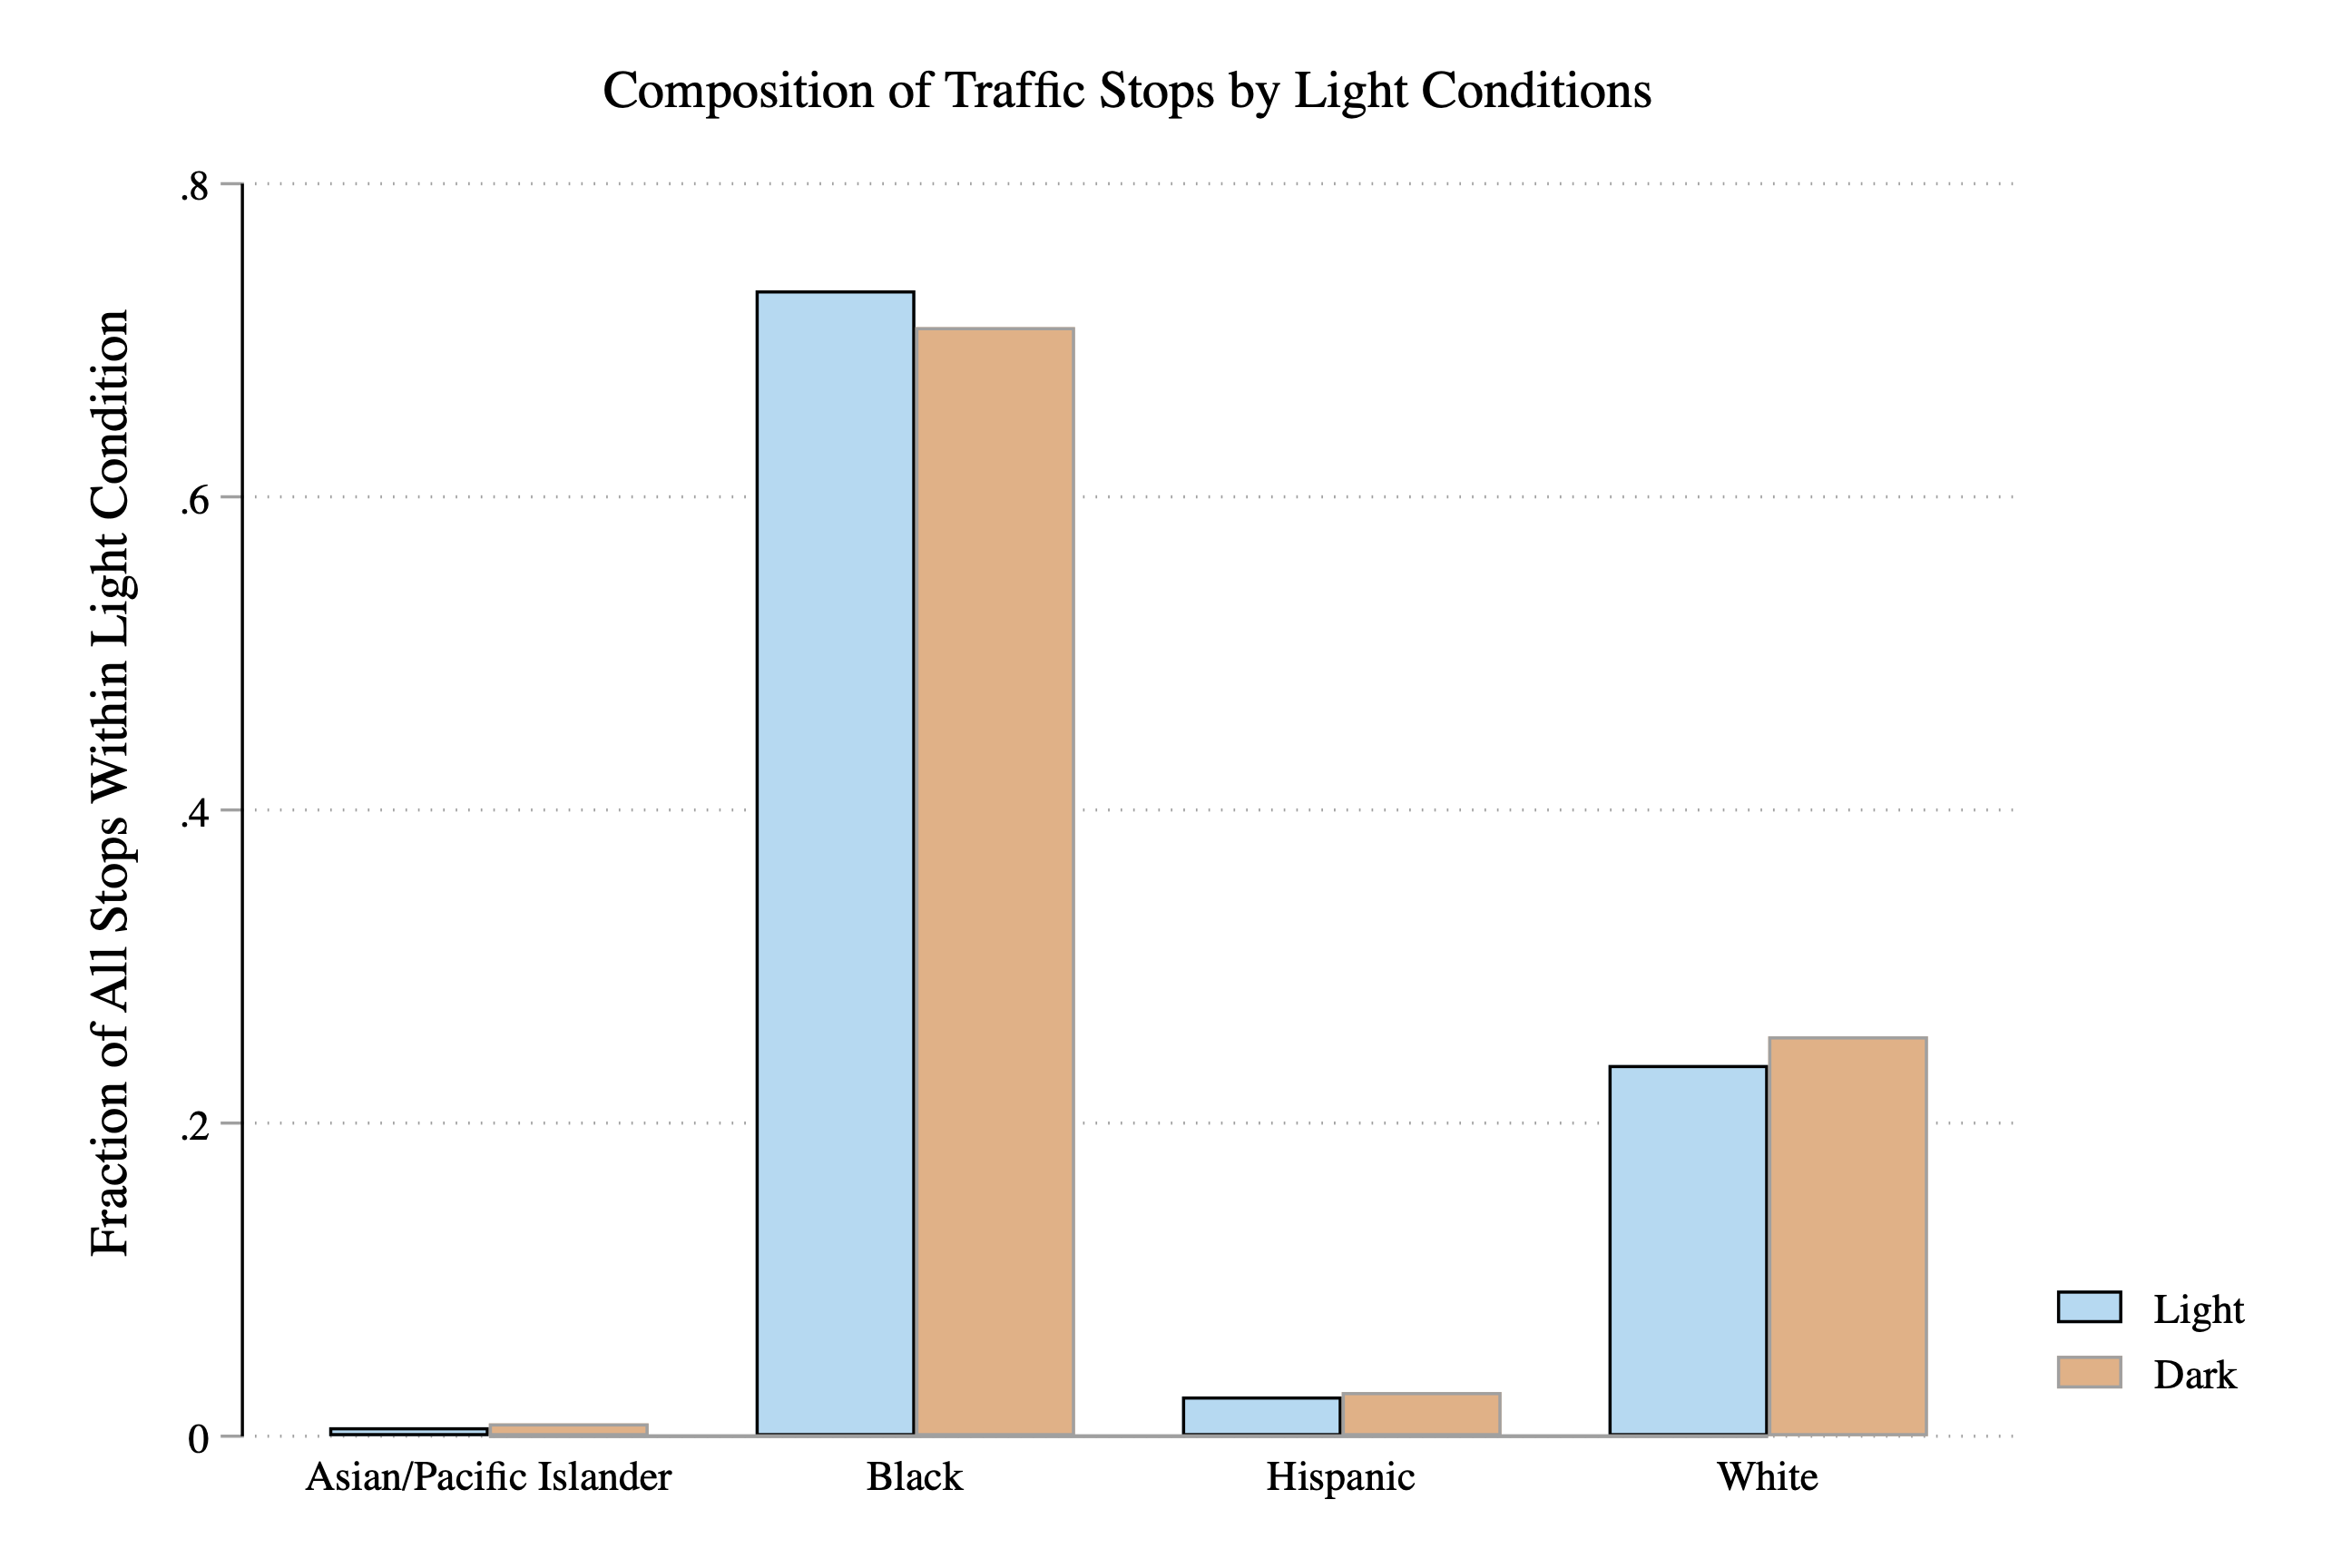 Composition of Traffic Stops by Light Conditions
Fraction of All Stops Within Light Condition
.8
.6
.4
.2
0
Asian/Pacific Islander
Black
Hispanic
White
Light
Dark